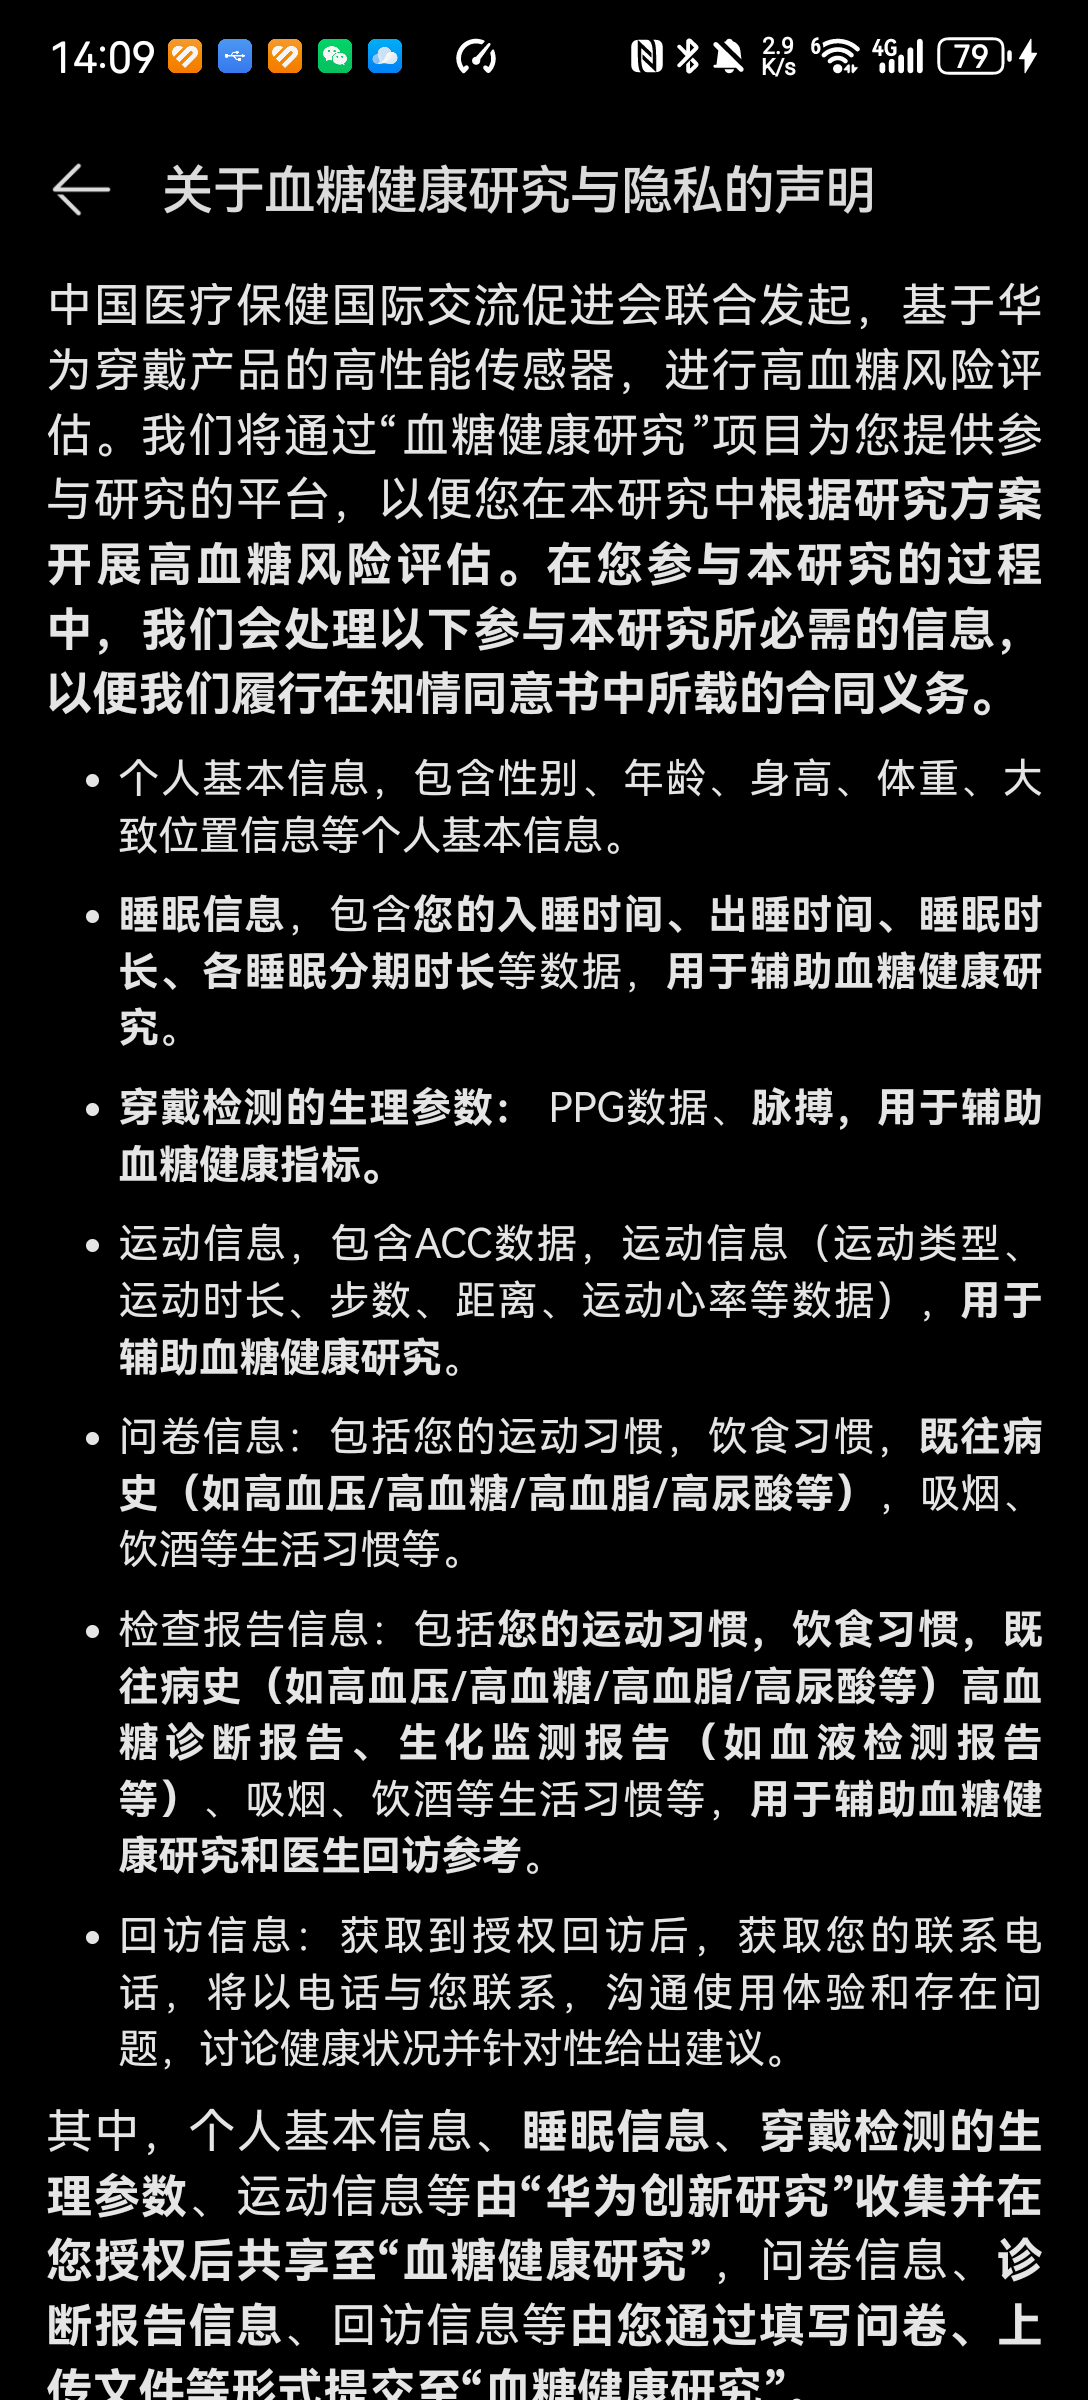 14:09
2.9
K/s
6
4G
79
关于血糖健康研究与隐私的声明
中国医疗保健国际交流促进会联合发起，基于华
为穿戴产品的高性能传感器，进行高血糖风险评
估。我们将通过“血糖健康研究”项目为您提供参
与研究的平台，以便您在本研究中根据研究方案
开展高血糖风险评估。在您参与本研究的过程
中，我们会处理以下参与本研究所必需的信息，
以便我们履行在知情同意书中所载的合同义务。
• 个人基本信息，包含性别、年龄、身高、体重、大
致位置信息等个人基本信息。
• 睡眠信息，包含您的入睡时间、出睡时间、睡眠时
长、各睡眠分期时长等数据，用于辅助血糖健康研
究。
• 穿戴检测的生理参数： PPG数据、脉搏，用于辅助
血糖健康指标。
• 运动信息，包含ACC数据，运动信息（运动类型、
运动时长、步数、距离、运动心率等数据），用于
辅助血糖健康研究。
• 问卷信息：包括您的运动习惯，饮食习惯，既往病
史（如高血压/高血糖/高血脂/高尿酸等），吸烟、
饮酒等生活习惯等。
• 检查报告信息：包括您的运动习惯，饮食习惯，既
往病史（如高血压/高血糖/高血脂/高尿酸等）高血
糖诊断报告、生化监测报告（如血液检测报告
等）、吸烟、饮酒等生活习惯等，用于辅助血糖健
康研究和医生回访参考。
• 回访信息：获取到授权回访后，获取您的联系电
话，将以电话与您联系，沟通使用体验和存在问
题，讨论健康状况并针对性给出建议。
其中，个人基本信息、睡眠信息、穿戴检测的生
理参数、运动信息等由“华为创新研究”收集并在
您授权后共享至“血糖健康研究”，问卷信息、诊
断报告信息、回访信息等由您通过填写问卷、上
传文件等形式提交至“血糖健康研究”。